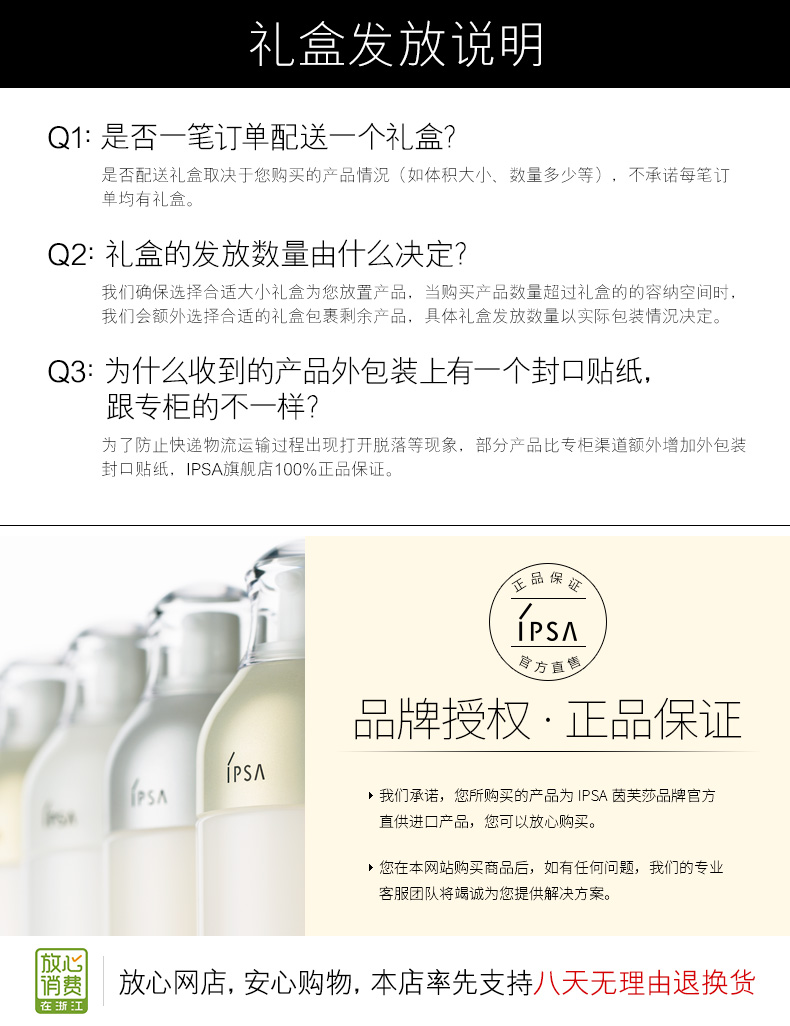 礼盒发放说明
Q1: 是否一笔订单配送一个礼盒?
是否配送礼盒取决于您购买的产品情况（如体积大小、数量多少等），不承诺每笔订
单均有礼盒。
Q2: 礼盒的发放数量由什么决定?
我们确保选择合适大小礼盒为您放置产品，当购买产品数量超过礼盒的的容纳空间时，
我们会额外选择合适的礼盒包裹剩余产品，具体礼盒发放数量以实际包装情况决定。
Q3: 为什么收到的产品外包装上有一个封口贴纸，
跟专柜的不一样?
为了防止快递物流运输过程出现打开脱落等现象，部分产品比专柜渠道额外增加外包装
封口贴纸，IPSA旗舰店100%正品保证。
正品保证
IPSA
官方直售
品牌授权·正品保证
IPSA
IPSA
IPSA
我们承诺，您所购买的产品为 IPSA 茵芙莎品牌官方
直供进口产品，您可以放心购买。
您在本网站购买商品后，如有任何问题，我们的专业
客服团队将竭诚为您提供解决方案。
放心
消费
在浙江
放心网店，安心购物，本店率先支持八天无理由退换货